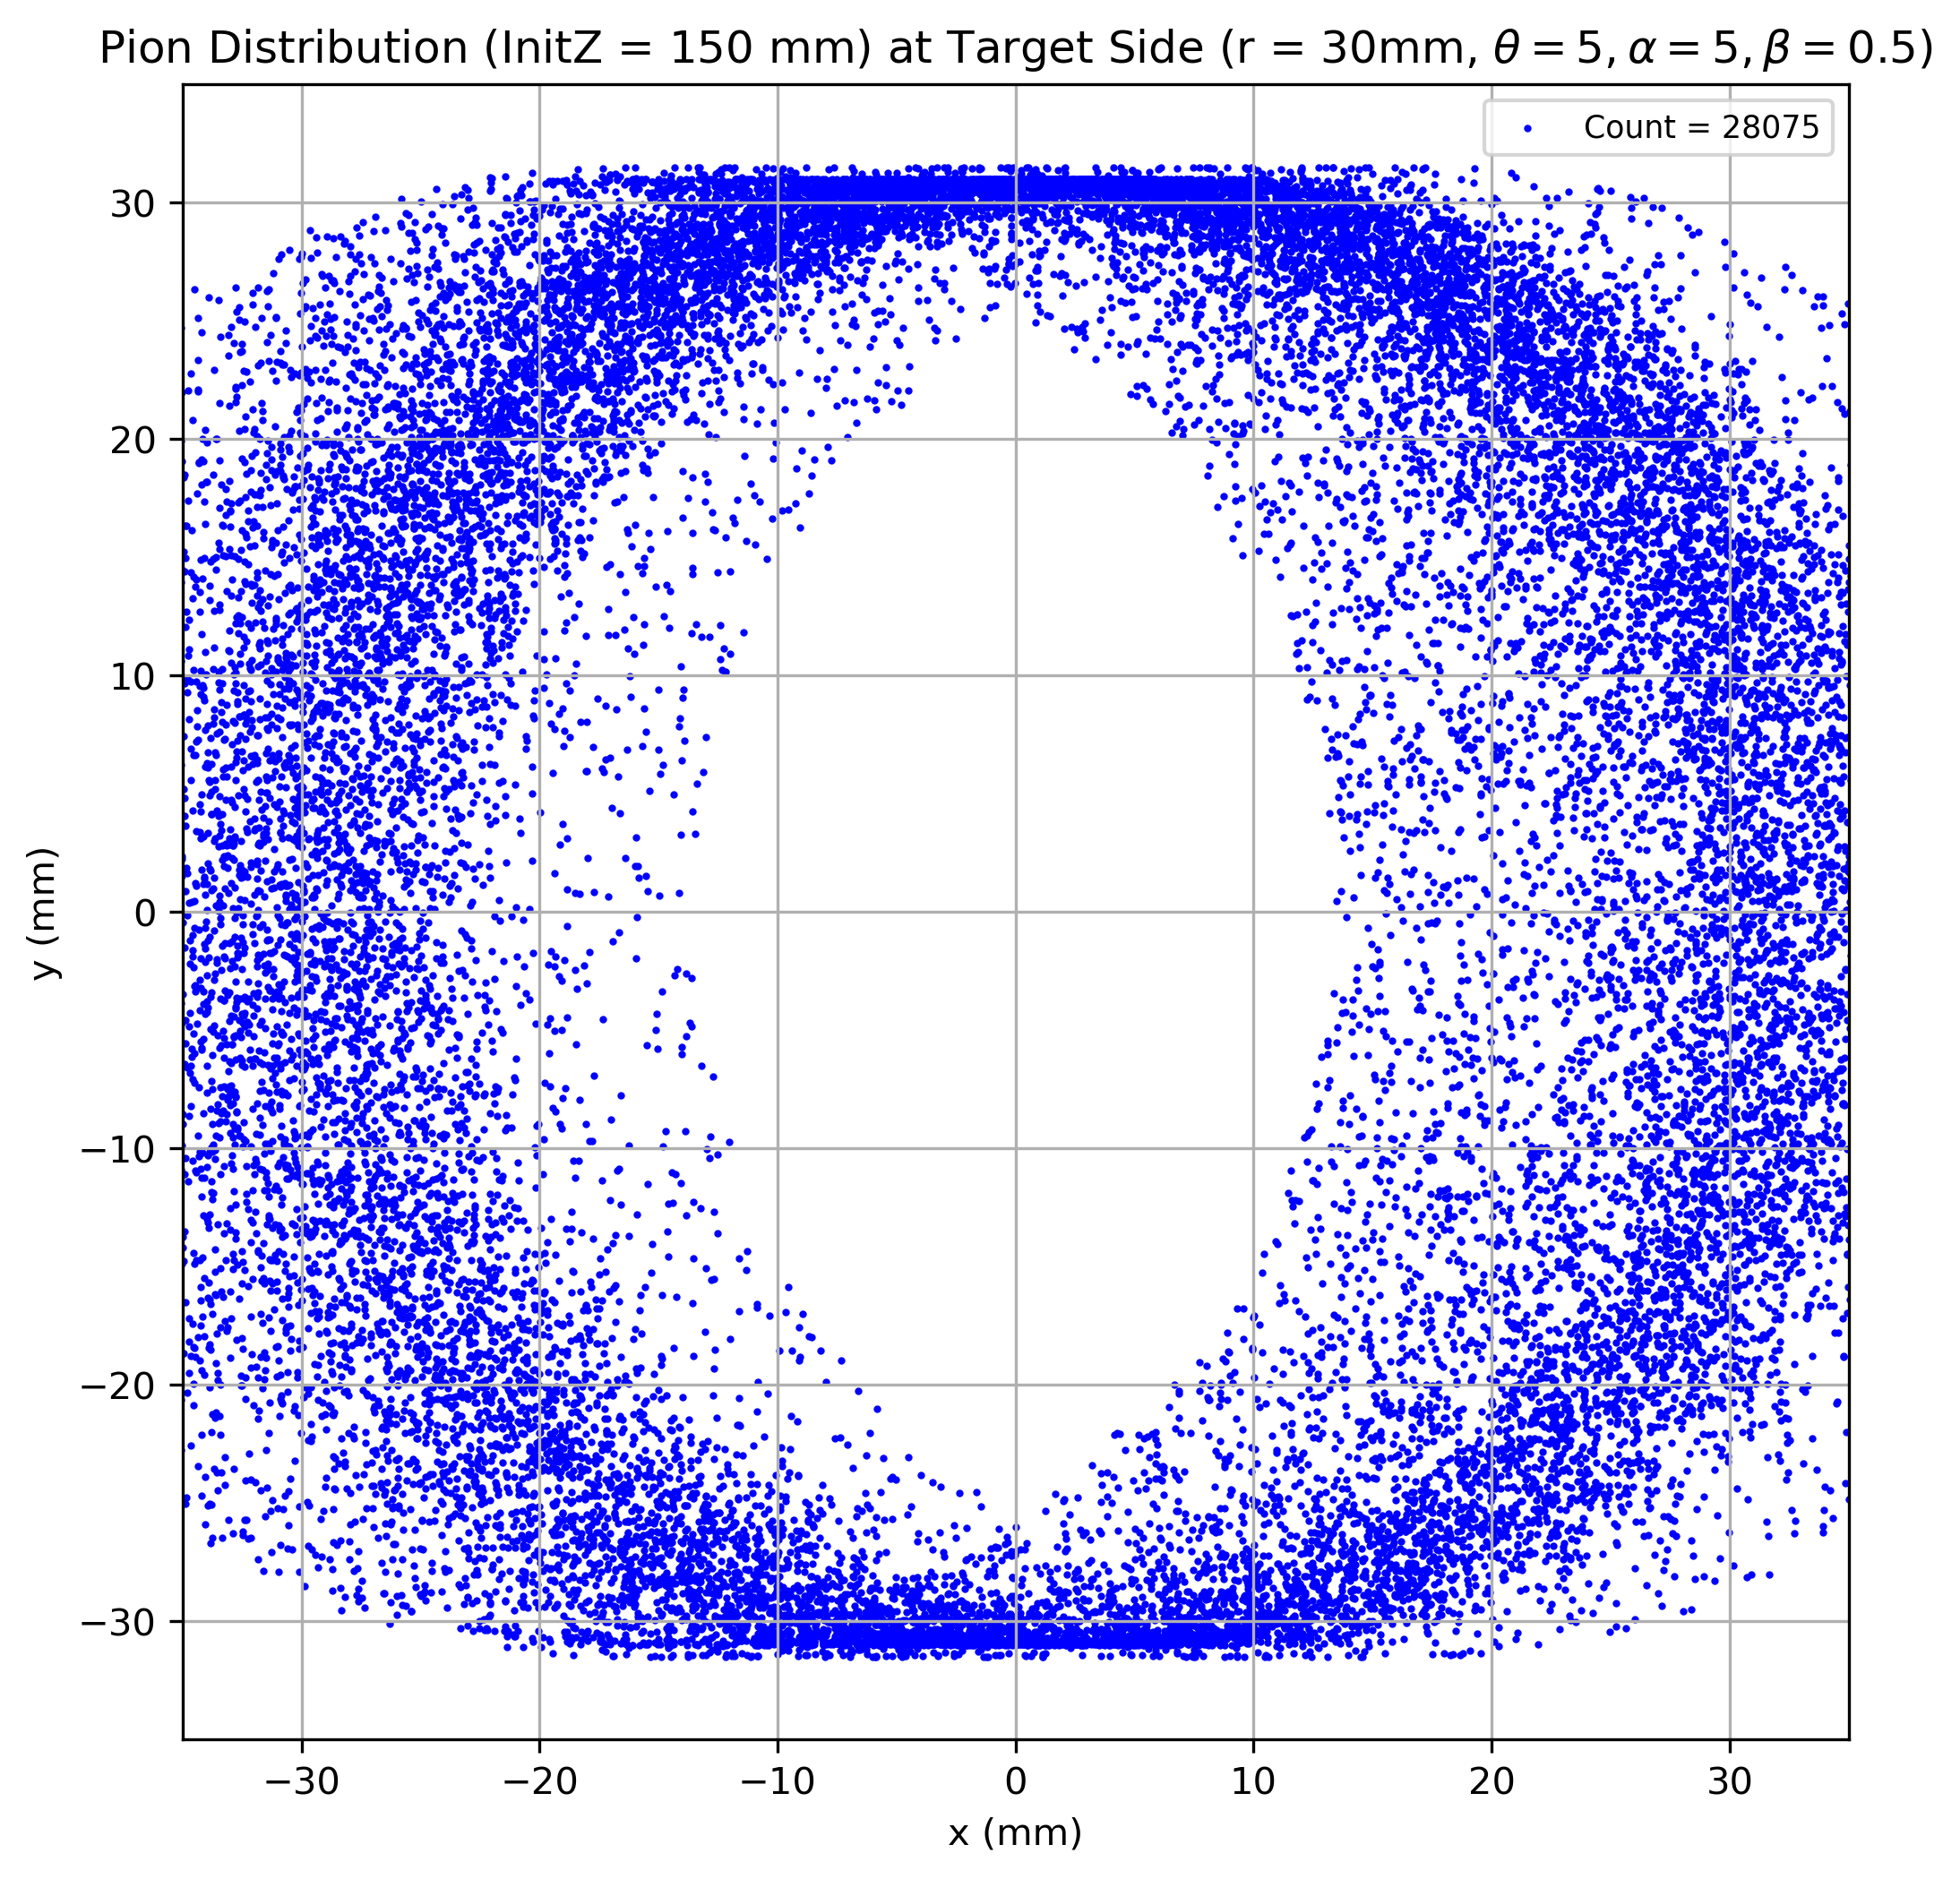 Pion Distribution (InitZ = 150 mm) at Target Side (r = 30mm, θ = 5, α = 5, β = 0.5)
Count = 28075
30
20
10
0
−10
−20
−30
y (mm)
−30 −20 −10 0 10 20 30
x (mm)